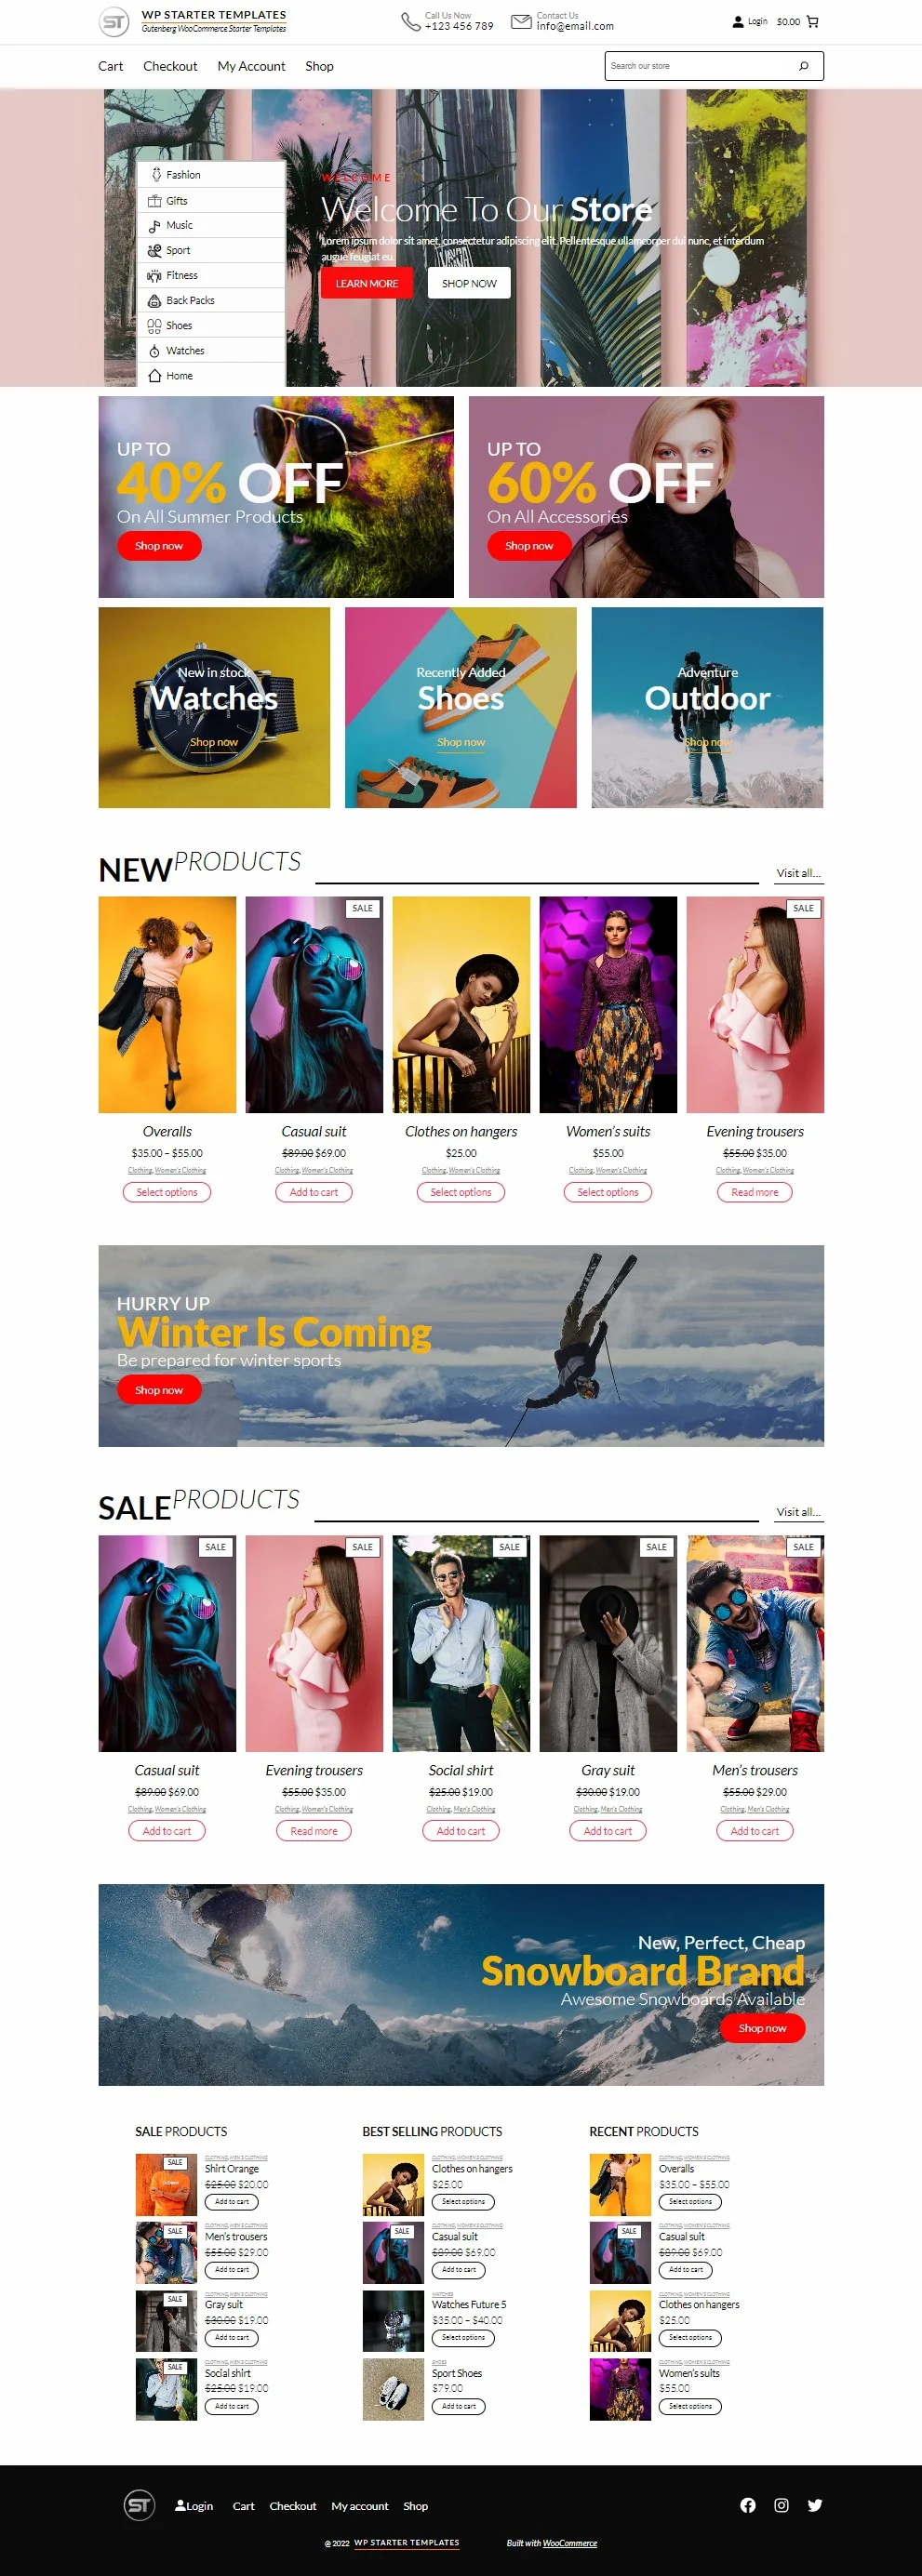 ST
WP STARTER TEMPLATES
Gutenberg WooCommerce Starter Templates
Call Us Now
+123 456 789
Contact Us
info@email.com
Login
$0.00
Cart
Checkout
My Account
Shop
Search our store
Fashion
Gifts
Music
Sport
Fitness
Back Packs
Shoes
Watches
Home
WELCOME
Welcome To Our Store
Lorem ipsum dolor sit amet, consectetur adipiscing elit. Pellentesque ullamcorper dui nunc, et interdum
augue feugiat eu.
LEARN MORE
SHOP NOW
UP TO
40% OFF
On All Summer Products
Shop now
UP TO
60% OFF
On All Accessories
Shop now
New in stock
Watches
Shop now
Recently Added
Shoes
Shop now
Adventure
Outdoor
Shop now
NEW PRODUCTS
Visit all...
Overalls
$35.00 – $55.00
Clothing, Women's Clothing
Select options
SALE
Casual suit
$89.00 $69.00
Clothing, Women's Clothing
Add to cart
Clothes on hangers
$25.00
Clothing, Women's Clothing
Select options
Women's suits
$55.00
Clothing, Women's Clothing
Select options
SALE
Evening trousers
$55.00 $35.00
Clothing, Women's Clothing
Read more
HURRY UP
Winter Is Coming
Be prepared for winter sports
Shop now
SALE PRODUCTS
Visit all...
SALE
Casual suit
$89.00 $69.00
Clothing, Women's Clothing
Add to cart
SALE
Evening trousers
$55.00 $35.00
Clothing, Women's Clothing
Read more
SALE
Social shirt
$25.00 $19.00
Clothing, Men's Clothing
Add to cart
SALE
Gray suit
$30.00 $19.00
Clothing, Men's Clothing
Add to cart
SALE
Men's trousers
$55.00 $29.00
Clothing, Men's Clothing
Add to cart
New, Perfect, Cheap
Snowboard Brand
Awesome Snowboards Available
Shop now
SALE PRODUCTS
SALE
CLOTHING, MEN'S CLOTHING
Shirt Orange
$25.00 $20.00
Add to cart
SALE
CLOTHING, MEN'S CLOTHING
Men's trousers
$55.00 $29.00
Add to cart
SALE
CLOTHING, MEN'S CLOTHING
Gray suit
$30.00 $19.00
Add to cart
SALE
CLOTHING, MEN'S CLOTHING
Social shirt
$25.00 $19.00
Add to cart
BEST SELLING PRODUCTS
CLOTHING, WOMEN'S CLOTHING
Clothes on hangers
$25.00
Select options
SALE
CLOTHING, WOMEN'S CLOTHING
Casual suit
$89.00 $69.00
Add to cart
WATCHES
Watches Future 5
$35.00 – $40.00
Select options
SHOES
Sport Shoes
$79.00
Add to cart
RECENT PRODUCTS
CLOTHING, WOMEN'S CLOTHING
Overalls
$35.00 – $55.00
Select options
SALE
CLOTHING, WOMEN'S CLOTHING
Casual suit
$89.00 $69.00
Add to cart
CLOTHING, WOMEN'S CLOTHING
Clothes on hangers
$25.00
Select options
CLOTHING, WOMEN'S CLOTHING
Women's suits
$55.00
Select options
ST
Login
Cart
Checkout
My account
Shop
@ 2022 WP STARTER TEMPLATES
Built with WooCommerce